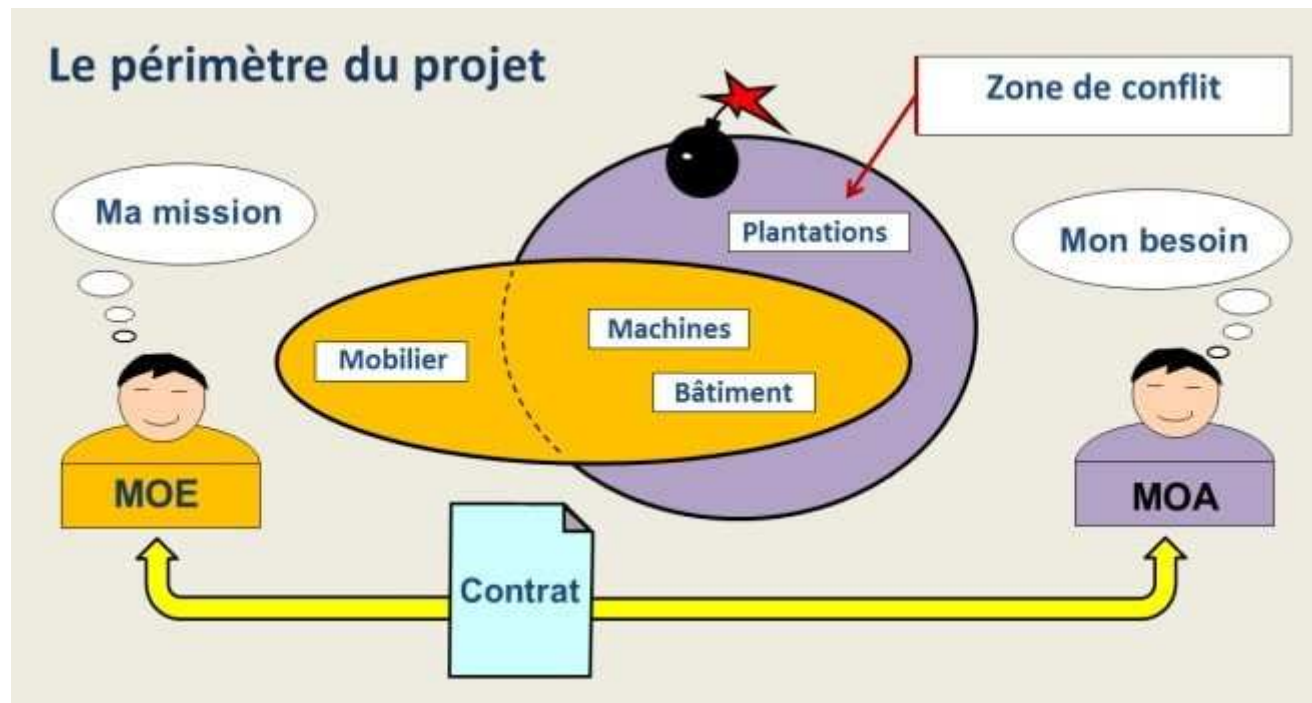 Le périmètre du projet
Zone de conflit
Ma mission
Plantations
Mon besoin
Machines
Mobilier
Bâtiment
MOE
MOA
Contrat